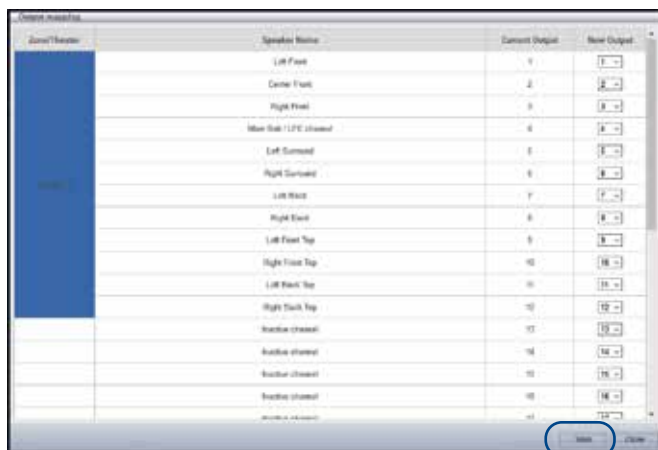 Output mapping
Zone/Theater Speaker Name Current Output New Output
Left Front 1 1
Center Front 2 2
Right Front 3 3
Main Sub / LFE channel 4 4
Left Surround 5 5
Right Surround 6 6
Left Back 7 7
Right Back 8 8
Left Front Top 9 9
Right Front Top 10 10
Left Back Top 11 11
Right Back Top 12 12
Inactive channel 13 13
Inactive channel 14 14
Inactive channel 15 15
Inactive channel 16 16
Inactive channel 17 17
Close